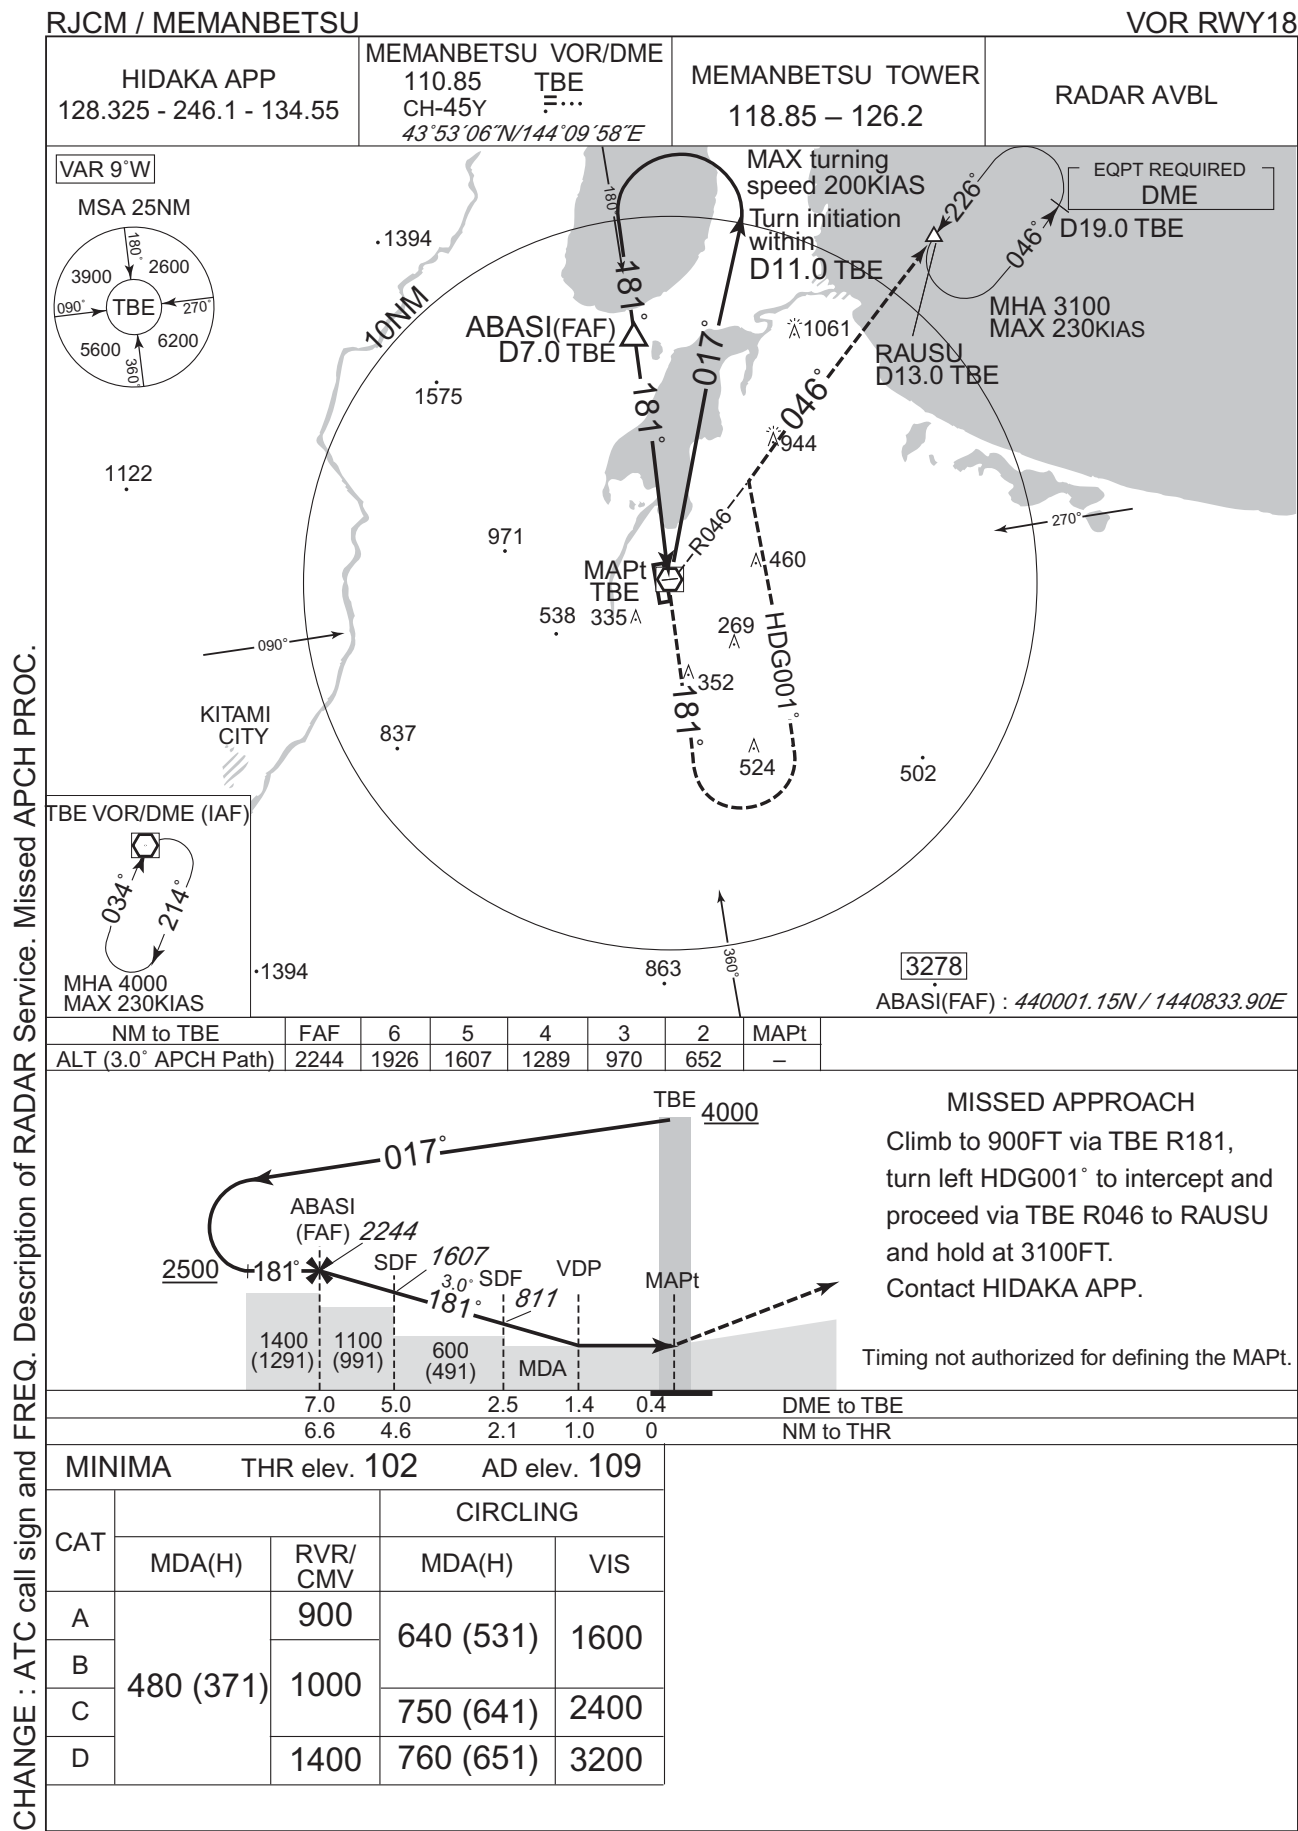 RJCM / MEMANBETSU
VOR RWY18
HIDAKA APP
128.325 - 246.1 - 134.55
MEMANBETSU VOR/DME
110.85 TBE
CH-45Y
43°53´06˝N/144°09´58˝E
MEMANBETSU TOWER
118.85 – 126.2
RADAR AVBL
VAR 9°W
MSA 25NM
180°
3900
2600
090°
TBE
270°
5600
6200
360°
1394
10NM
180°
MAX turning
speed 200KIAS
Turn initiation
within
D11.0 TBE
EQPT REQUIRED
DME
226°
046°
D19.0 TBE
MHA 3100
MAX 230KIAS
RAUSU
D13.0 TBE
181°
ABASI(FAF)
D7.0 TBE
017°
1061
1575
181°
046°
944
1122
971
R046
270°
460
MAPt
TBE
538
335
269
HDG001°
090°
352
181°
KITAMI
CITY
837
524
502
TBE VOR/DME (IAF)
034°
214°
MHA 4000
MAX 230KIAS
1394
863
360°
3278
ABASI(FAF) : 440001.15N / 1440833.90E
NM to TBE FAF 6 5 4 3 2 MAPt
ALT (3.0° APCH Path) 2244 1926 1607 1289 970 652 –
TBE 4000
017°
ABASI
(FAF)
2244
2500
181°
SDF
1607
3.0°
181°
SDF
811
VDP
MAPt
1400
(1291)
1100
(991)
600
(491)
MDA
MISSED APPROACH
Climb to 900FT via TBE R181,
turn left HDG001° to intercept and
proceed via TBE R046 to RAUSU
and hold at 3100FT.
Contact HIDAKA APP.
Timing not authorized for defining the MAPt.
7.0 5.0 2.5 1.4 0.4 DME to TBE
6.6 4.6 2.1 1.0 0 NM to THR
MINIMA THR elev. 102 AD elev. 109
CAT
CIRCLING
MDA(H)
RVR/
CMV
MDA(H)
VIS
A
B
C
D
480 (371)
900
1000
1400
640 (531) 1600
750 (641) 2400
760 (651) 3200
CHANGE : ATC call sign and FREQ. Description of RADAR Service. Missed APCH PROC.